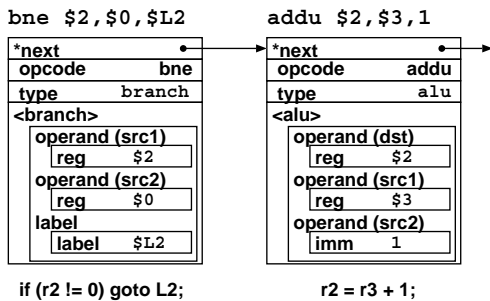 bne $2,$0,$L2
*next
opcode bne
type branch
<branch>
operand (src1)
reg $2
operand (src2)
reg $0
label
label $L2
if (r2 != 0) goto L2;
addu $2,$3,1
*next
opcode addu
type alu
<alu>
operand (dst)
reg $2
operand (src1)
reg $3
operand (src2)
imm 1
r2 = r3 + 1;